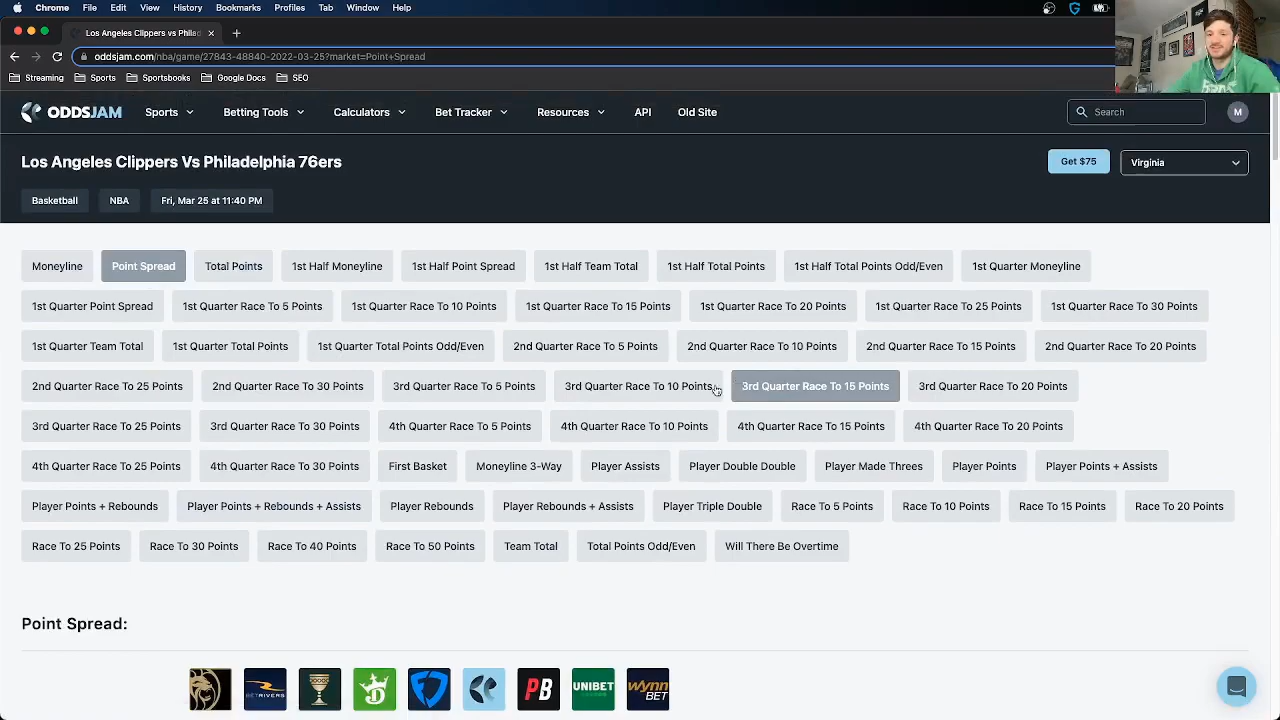 Chrome File Edit View History Bookmarks Profiles Tab Window Help
Los Angeles Clippers vs Philad
oddsjam.com/nba/game/27843-48840-2022-03-25?market=Point+Spread
Streaming Sports Sportsbooks Google Docs SEO
ODDSJAM Sports Betting Tools Calculators Bet Tracker Resources API Old Site Search M
Los Angeles Clippers Vs Philadelphia 76ers Get $75 Virginia
Basketball NBA Fri, Mar 25 at 11:40 PM
Moneyline Point Spread Total Points 1st Half Moneyline 1st Half Point Spread 1st Half Team Total 1st Half Total Points 1st Half Total Points Odd/Even 1st Quarter Moneyline
1st Quarter Point Spread 1st Quarter Race To 5 Points 1st Quarter Race To 10 Points 1st Quarter Race To 15 Points 1st Quarter Race To 20 Points 1st Quarter Race To 25 Points 1st Quarter Race To 30 Points
1st Quarter Team Total 1st Quarter Total Points 1st Quarter Total Points Odd/Even 2nd Quarter Race To 5 Points 2nd Quarter Race To 10 Points 2nd Quarter Race To 15 Points 2nd Quarter Race To 20 Points
2nd Quarter Race To 25 Points 2nd Quarter Race To 30 Points 3rd Quarter Race To 5 Points 3rd Quarter Race To 10 Points 3rd Quarter Race To 15 Points 3rd Quarter Race To 20 Points
3rd Quarter Race To 25 Points 3rd Quarter Race To 30 Points 4th Quarter Race To 5 Points 4th Quarter Race To 10 Points 4th Quarter Race To 15 Points 4th Quarter Race To 20 Points
4th Quarter Race To 25 Points 4th Quarter Race To 30 Points First Basket Moneyline 3-Way Player Assists Player Double Double Player Made Threes Player Points Player Points + Assists
Player Points + Rebounds Player Points + Rebounds + Assists Player Rebounds Player Rebounds + Assists Player Triple Double Race To 5 Points Race To 10 Points Race To 15 Points Race To 20 Points
Race To 25 Points Race To 30 Points Race To 40 Points Race To 50 Points Team Total Total Points Odd/Even Will There Be Overtime
Point Spread:
BETRIVERS PB UNIBET WYNN BET